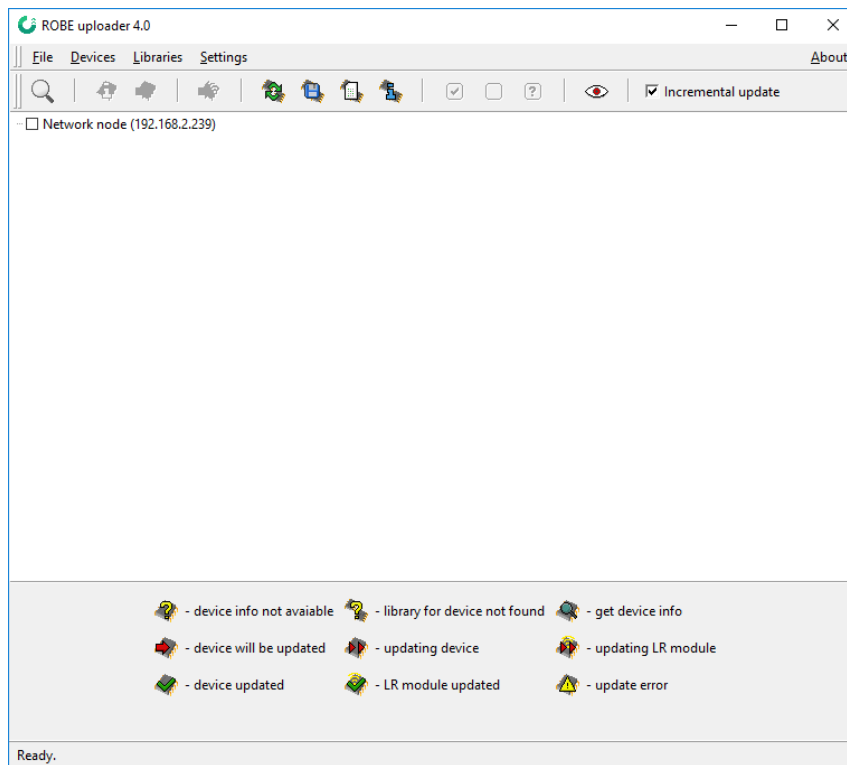 ROBE uploader 4.0
File Devices Libraries Settings About
Incremental update
Network node (192.168.2.239)
- device info not avaiable - library for device not found - get device info
- device will be updated - updating device - updating LR module
- device updated - LR module updated - update error
Ready.